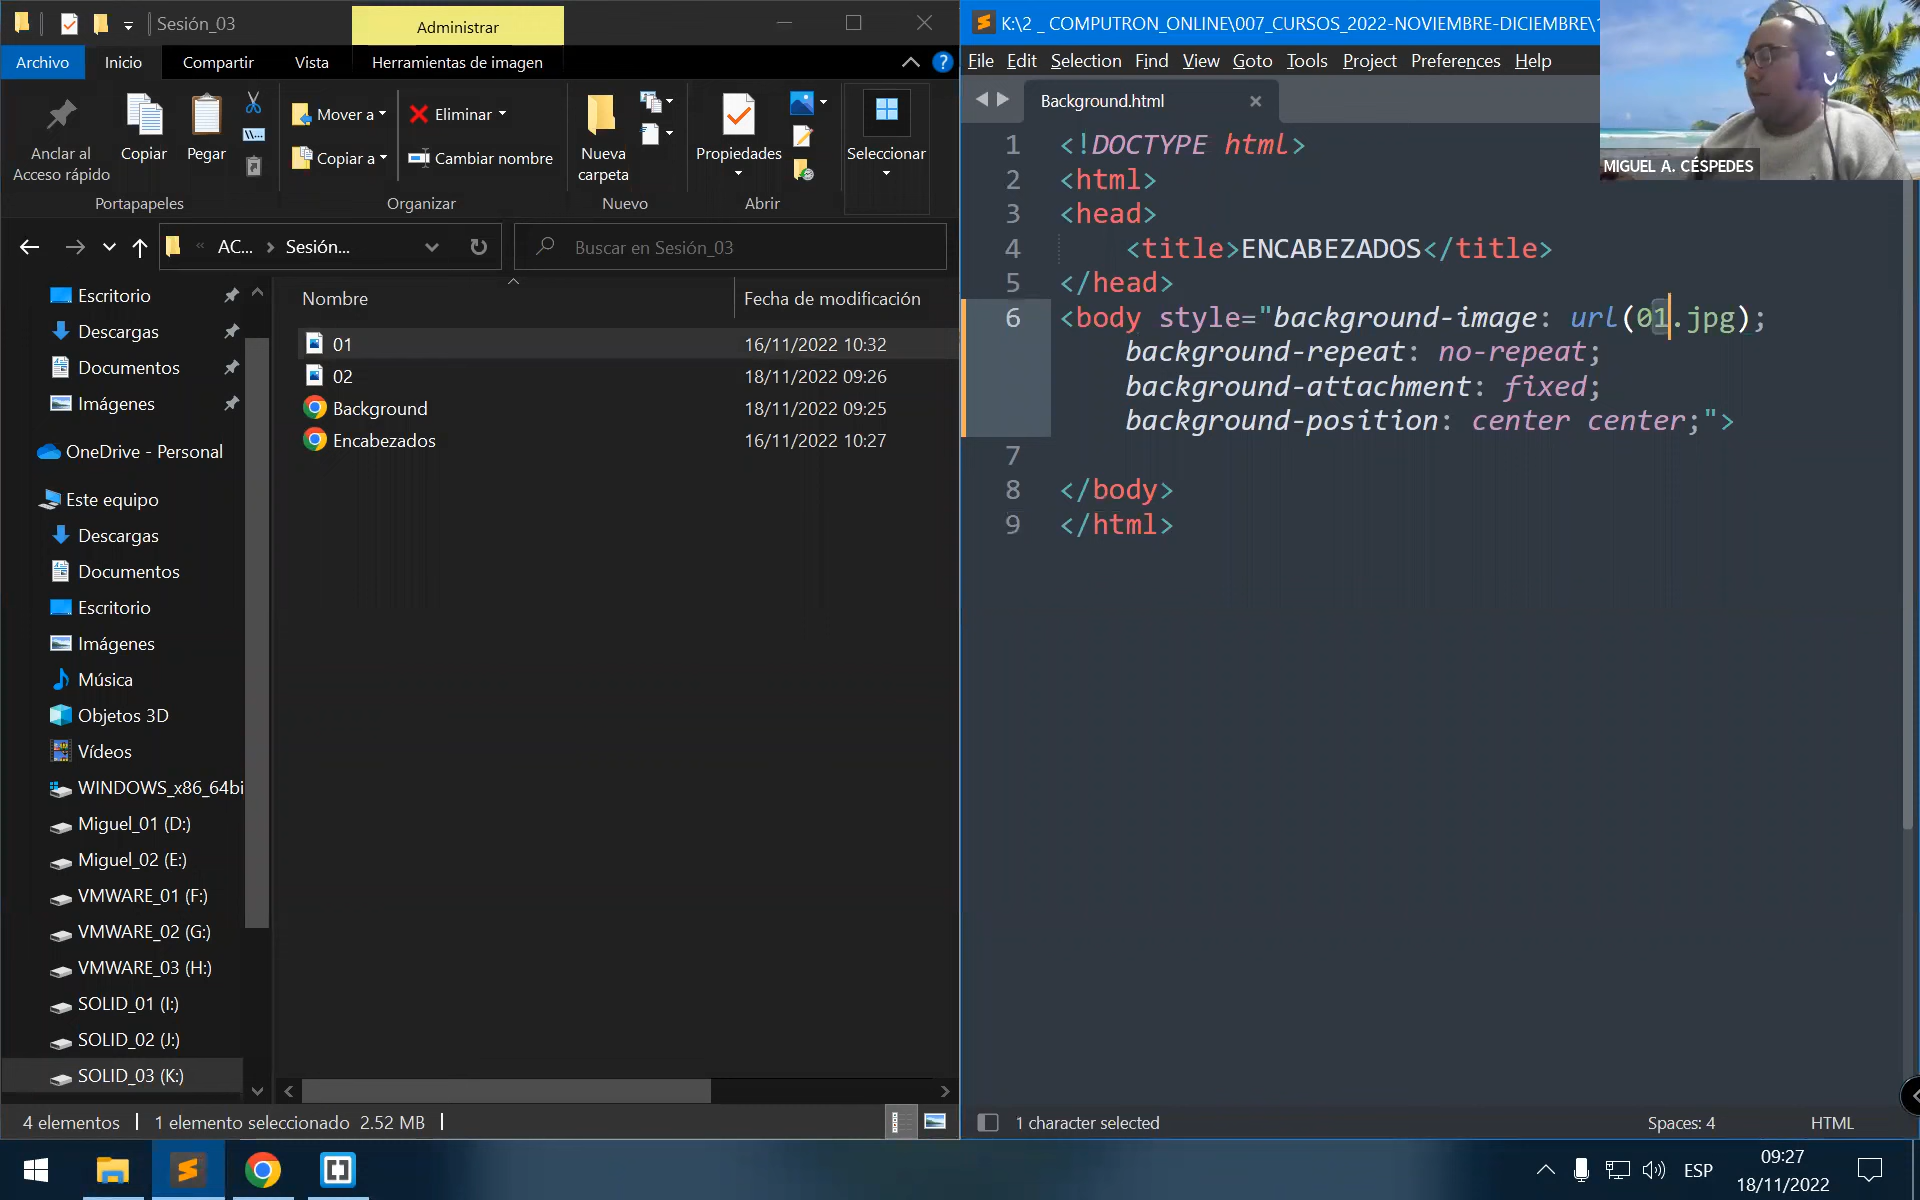 Sesión_03
Administrar
Archivo
Inicio
Compartir
Vista
Herramientas de imagen
Anclar al
Acceso rápido
Copiar
Pegar
Portapapeles
Mover a
Copiar a
Eliminar
Cambiar nombre
Organizar
Nueva
carpeta
Nuevo
Propiedades
Abrir
Seleccionar
« AC... > Sesión...
Buscar en Sesión_03
Escritorio
Descargas
Documentos
Imágenes
OneDrive - Personal
Este equipo
Descargas
Documentos
Escritorio
Imágenes
Música
Objetos 3D
Vídeos
WINDOWS_x86_64bi
Miguel_01 (D:)
Miguel_02 (E:)
VMWARE_01 (F:)
VMWARE_02 (G:)
VMWARE_03 (H:)
SOLID_01 (I:)
SOLID_02 (J:)
SOLID_03 (K:)
Nombre Fecha de modificación
01 16/11/2022 10:32
02 18/11/2022 09:26
Background 18/11/2022 09:25
Encabezados 16/11/2022 10:27
4 elementos 1 elemento seleccionado 2.52 MB
K:\2 _ COMPUTRON_ONLINE\007_CURSOS_2022-NOVIEMBRE-DICIEMBRE\
File Edit Selection Find View Goto Tools Project Preferences Help
Background.html
1 <!DOCTYPE html>
2 <html>
3 <head>
4 <title>ENCABEZADOS</title>
5 </head>
6 <body style="background-image: url(01.jpg);
background-repeat: no-repeat;
background-attachment: fixed;
background-position: center center;">
7
8 </body>
9 </html>
1 character selected
Spaces: 4
HTML
MIGUEL A. CÉSPEDES
ESP
09:27
18/11/2022